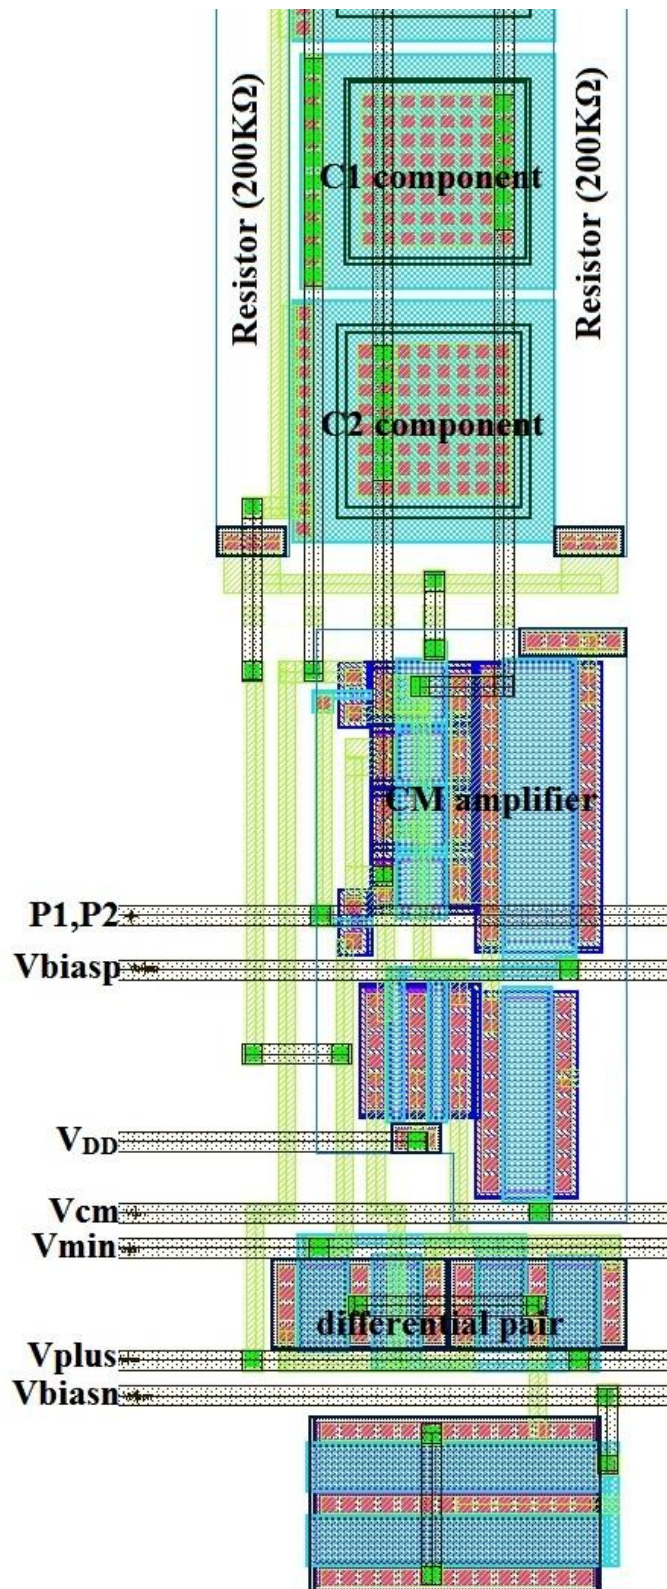 Resistor (200KΩ)
Resistor (200KΩ)
C1 component
C2 component
CM amplifier
P1,P2
Vbiasp
VDD
Vcm
Vmin
differential pair
Vplus
Vbiasn